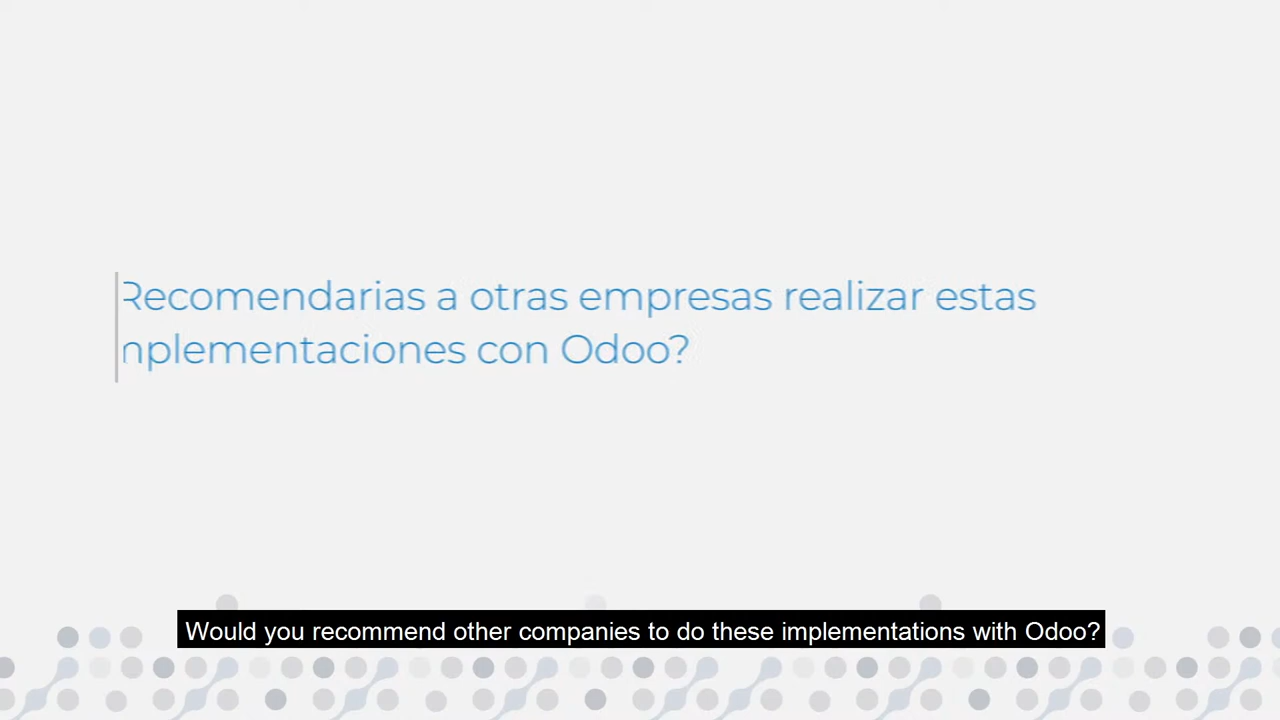 Recomendarias a otras empresas realizar estas
nplementaciones con Odoo?
Would you recommend other companies to do these implementations with Odoo?